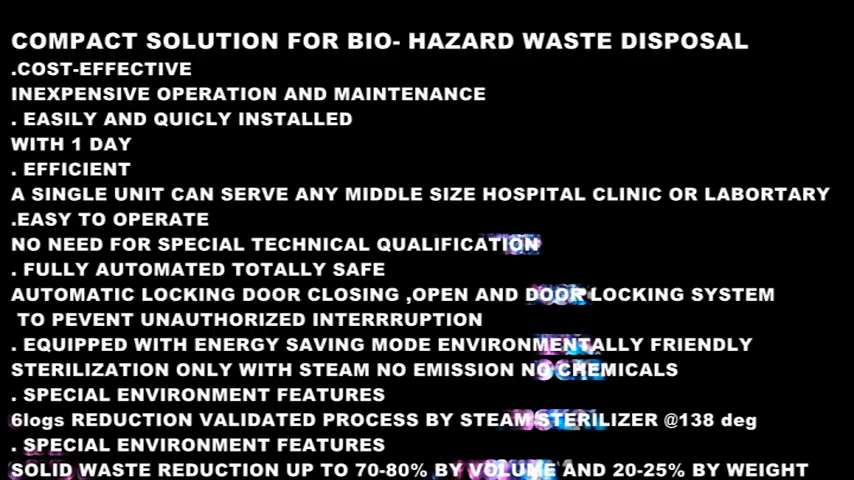 COMPACT SOLUTION FOR BIO- HAZARD WASTE DISPOSAL
.COST-EFFECTIVE
INEXPENSIVE OPERATION AND MAINTENANCE
. EASILY AND QUICLY INSTALLED
WITH 1 DAY
. EFFICIENT
A SINGLE UNIT CAN SERVE ANY MIDDLE SIZE HOSPITAL CLINIC OR LABORTARY
.EASY TO OPERATE
NO NEED FOR SPECIAL TECHNICAL QUALIFICATION
. FULLY AUTOMATED TOTALLY SAFE
AUTOMATIC LOCKING DOOR CLOSING ,OPEN AND DOOR LOCKING SYSTEM
TO PEVENT UNAUTHORIZED INTERRRUPTION
. EQUIPPED WITH ENERGY SAVING MODE ENVIRONMENTALLY FRIENDLY
STERILIZATION ONLY WITH STEAM NO EMISSION NO CHEMICALS
. SPECIAL ENVIRONMENT FEATURES
6logs REDUCTION VALIDATED PROCESS BY STEAM STERILIZER @138 deg
. SPECIAL ENVIRONMENT FEATURES
SOLID WASTE REDUCTION UP TO 70-80% BY VOLUME AND 20-25% BY WEIGHT